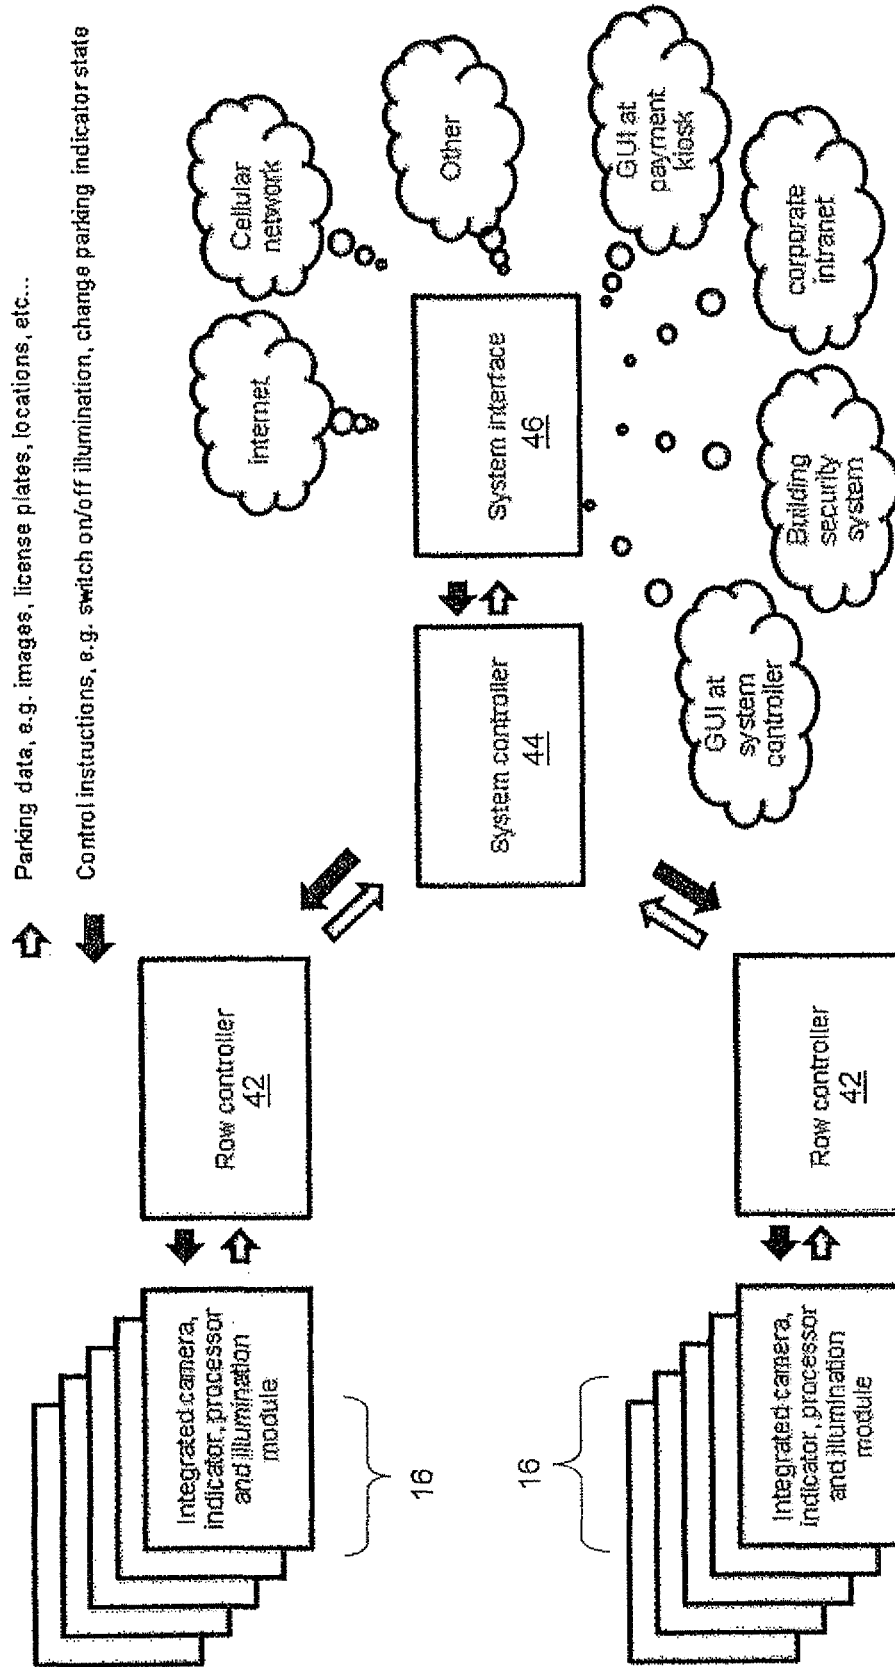 Parking data, e.g. images, license plates, locations, etc...
Control instructions, e.g. switch on/off illumination, change parking indicator state
Integrated camera,
indicator, processor
and illumination
module
16
Row controller
42
System controller
44
System interface
46
internet
Cellular
network
Other
GUI at
payment
kiosk
corporate
intranet
Building
security
system
GUI at
system
controller
16
Integrated camera,
indicator, processor
and illumination
module
Row controller
42